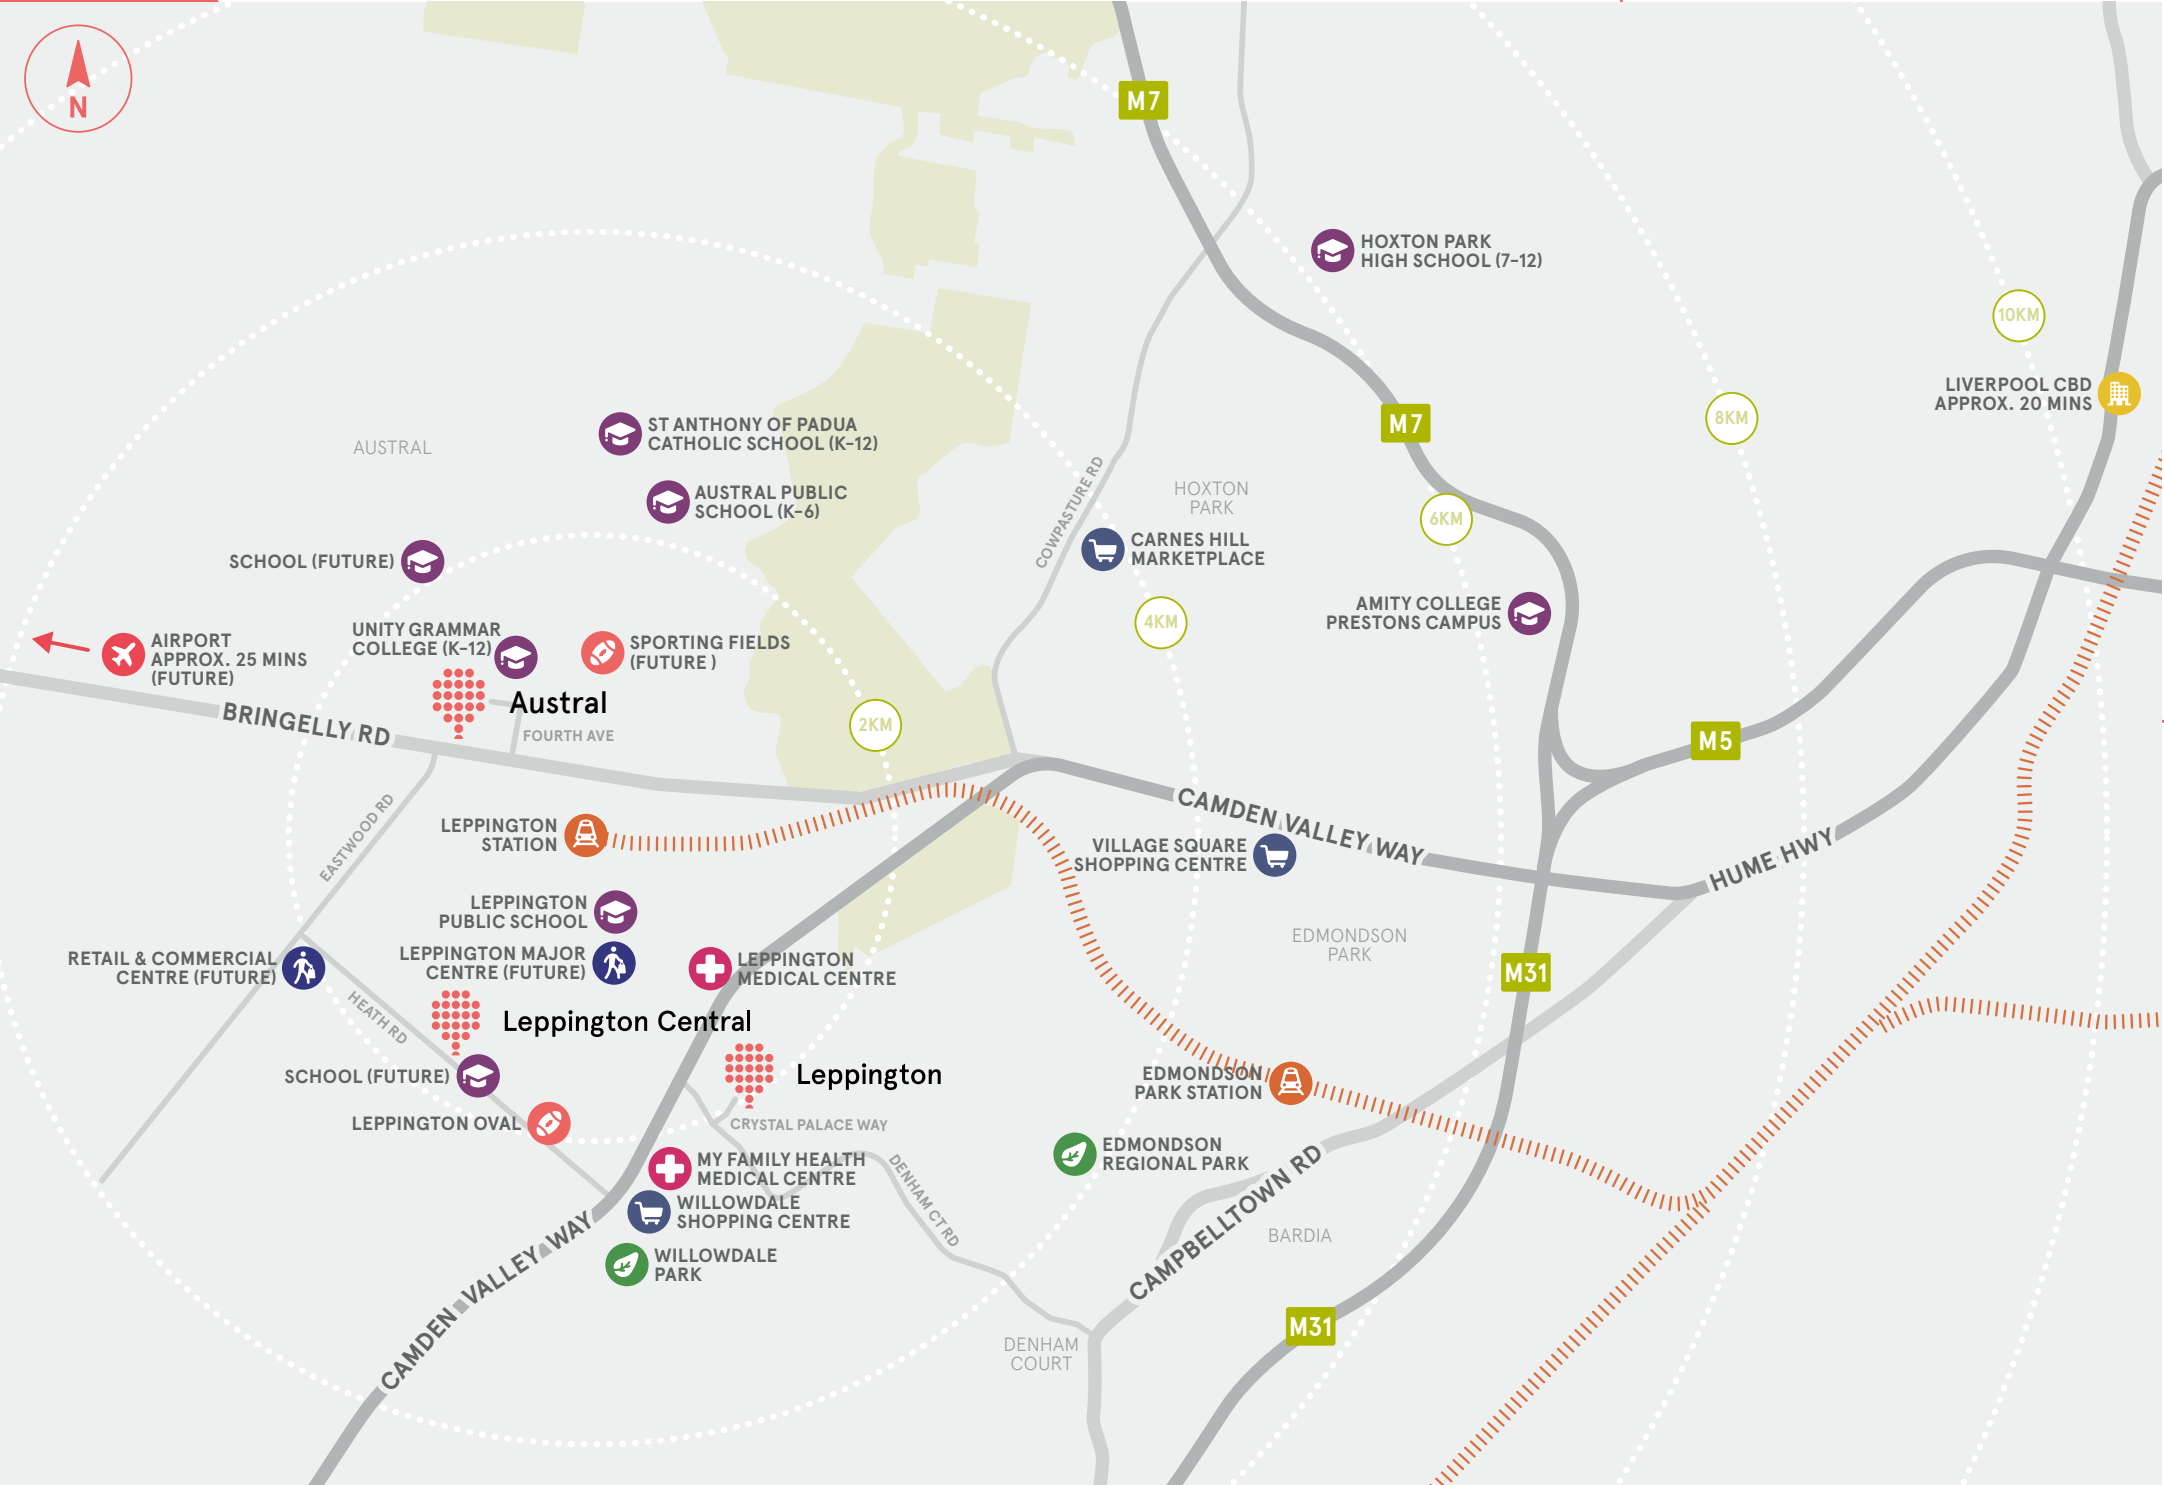 N
M7
HOXTON PARK
HIGH SCHOOL (7-12)
10KM
LIVERPOOL CBD
APPROX. 20 MINS
8KM
M7
ST ANTHONY OF PADUA
CATHOLIC SCHOOL (K-12)
AUSTRAL
COWPASTURE RD
HOXTON
PARK
AUSTRAL PUBLIC
SCHOOL (K-6)
6KM
CARNES HILL
MARKETPLACE
SCHOOL (FUTURE)
AMITY COLLEGE
PRESTONS CAMPUS
4KM
UNITY GRAMMAR
COLLEGE (K-12)
SPORTING FIELDS
(FUTURE )
AIRPORT
APPROX. 25 MINS
(FUTURE)
Austral
BRINGELLY RD
FOURTH AVE
2KM
M5
EASTWOOD RD
CAMDEN VALLEY WAY
LEPPINGTON
STATION
VILLAGE SQUARE
SHOPPING CENTRE
HUME HWY
LEPPINGTON
PUBLIC SCHOOL
EDMONDSON
PARK
LEPPINGTON MAJOR
CENTRE (FUTURE)
RETAIL & COMMERCIAL
CENTRE (FUTURE)
LEPPINGTON
MEDICAL CENTRE
M31
HEATH RD
Leppington Central
SCHOOL (FUTURE)
Leppington
EDMONDSON
PARK STATION
LEPPINGTON OVAL
CRYSTAL PALACE WAY
EDMONDSON
REGIONAL PARK
MY FAMILY HEALTH
MEDICAL CENTRE
DENHAM CT RD
WILLOWDALE
SHOPPING CENTRE
CAMPBELLTOWN RD
BARDIA
WILLOWDALE
PARK
CAMDEN VALLEY WAY
M31
DENHAM
COURT